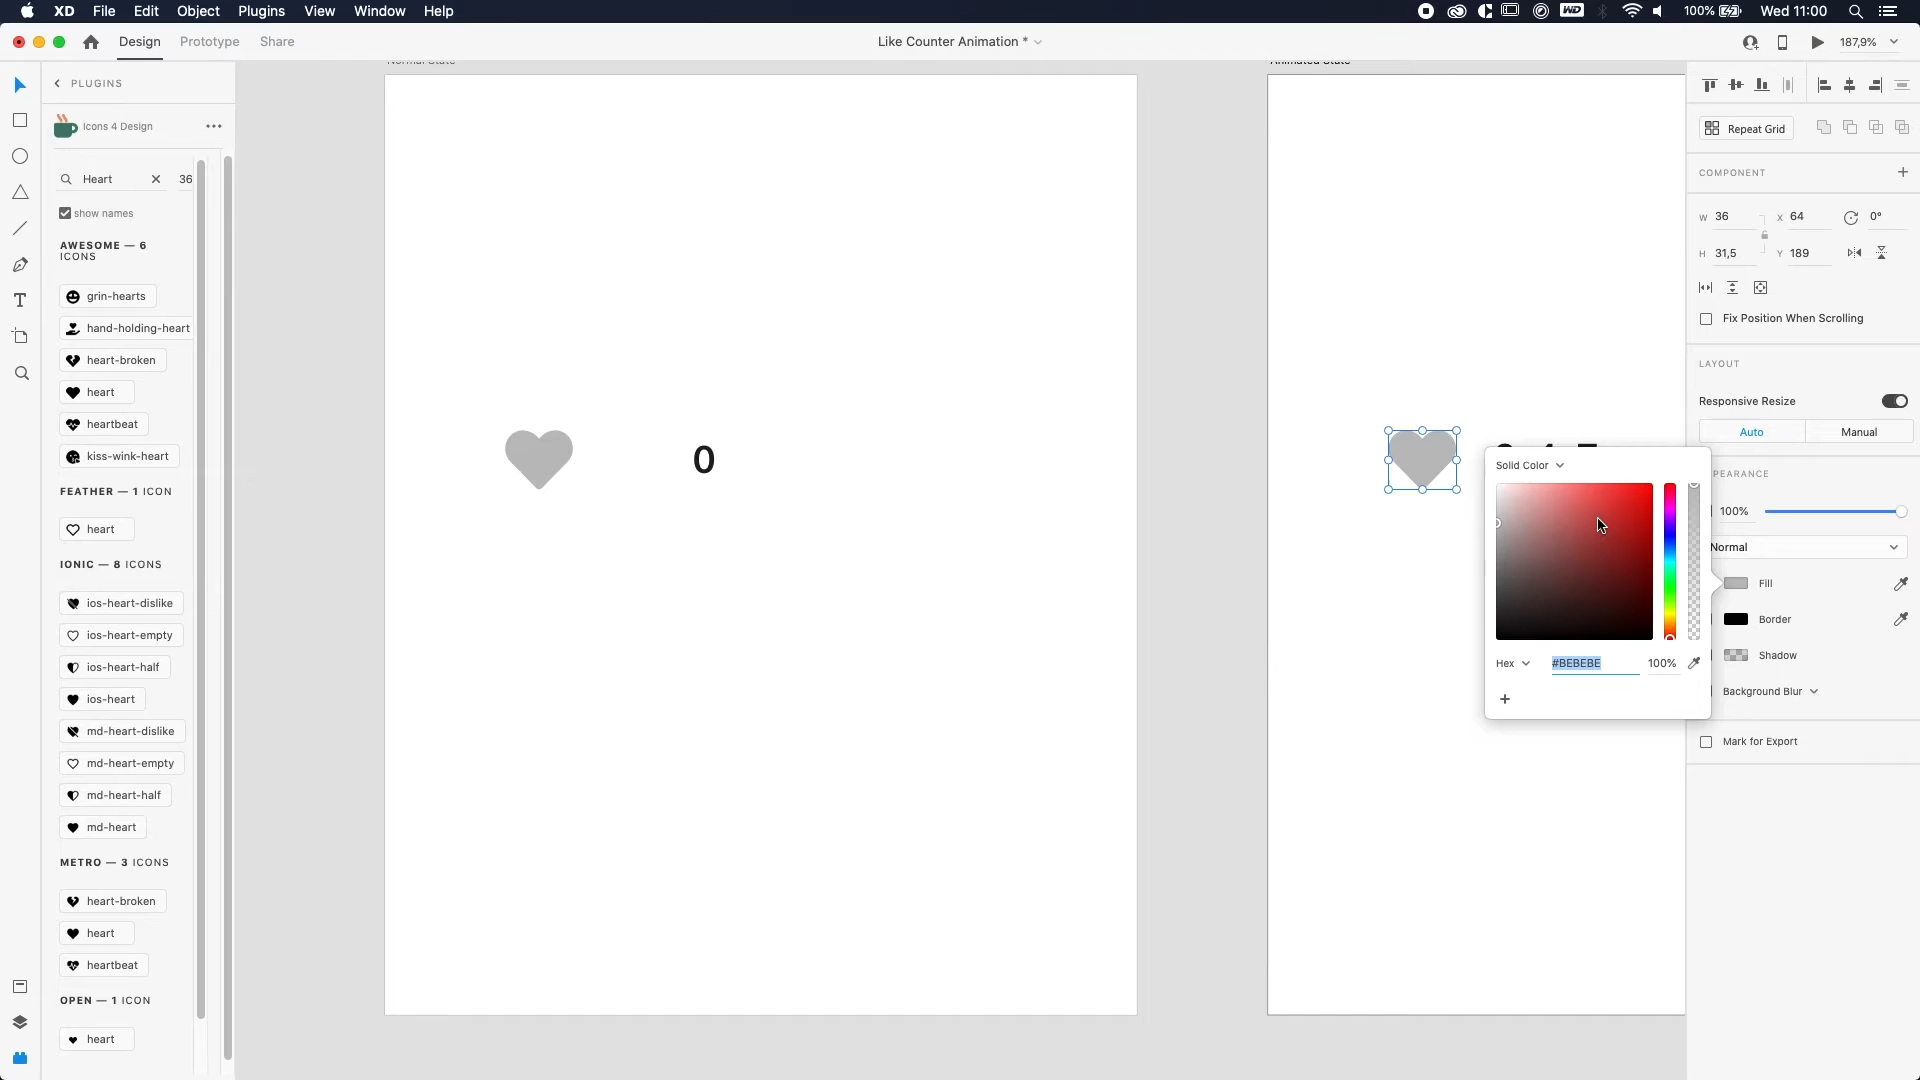 XD File Edit Object Plugins View Window Help
100% Wed 11:00
Design Prototype Share
Like Counter Animation *
187,9%
PLUGINS
Icons 4 Design
Heart
36
show names
AWESOME — 6
ICONS
grin-hearts
hand-holding-heart
heart-broken
heart
heartbeat
kiss-wink-heart
FEATHER — 1 ICON
heart
IONIC — 8 ICONS
ios-heart-dislike
ios-heart-empty
ios-heart-half
ios-heart
md-heart-dislike
md-heart-empty
md-heart-half
md-heart
METRO — 3 ICONS
heart-broken
heart
heartbeat
OPEN — 1 ICON
heart
Normal State
0
Animated State
Solid Color
Hex #BEBEBE 100%
Repeat Grid
COMPONENT
W 36 X 64 0°
H 31,5 Y 189
Fix Position When Scrolling
LAYOUT
Responsive Resize
Auto Manual
PEARANCE
100%
Normal
Fill
Border
Shadow
Background Blur
Mark for Export